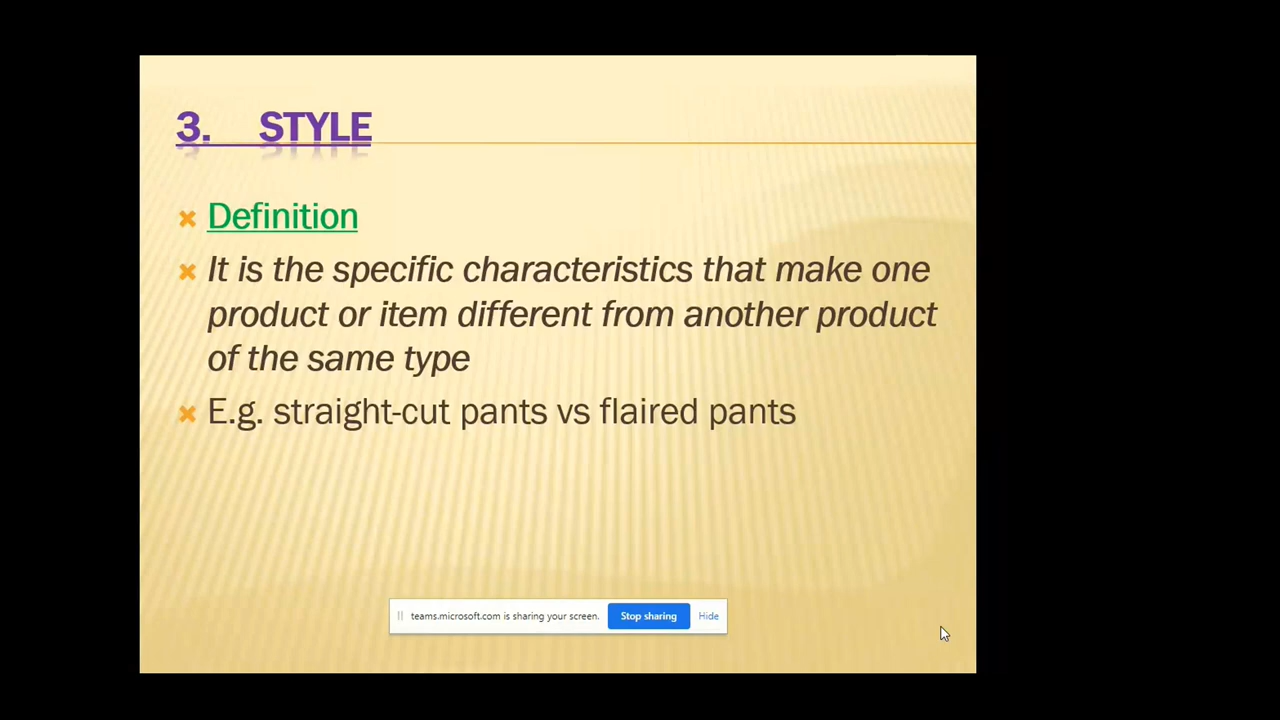 3. STYLE
Definition
It is the specific characteristics that make one
product or item different from another product
of the same type
E.g. straight-cut pants vs flaired pants
teams.microsoft.com is sharing your screen. Stop sharing Hide